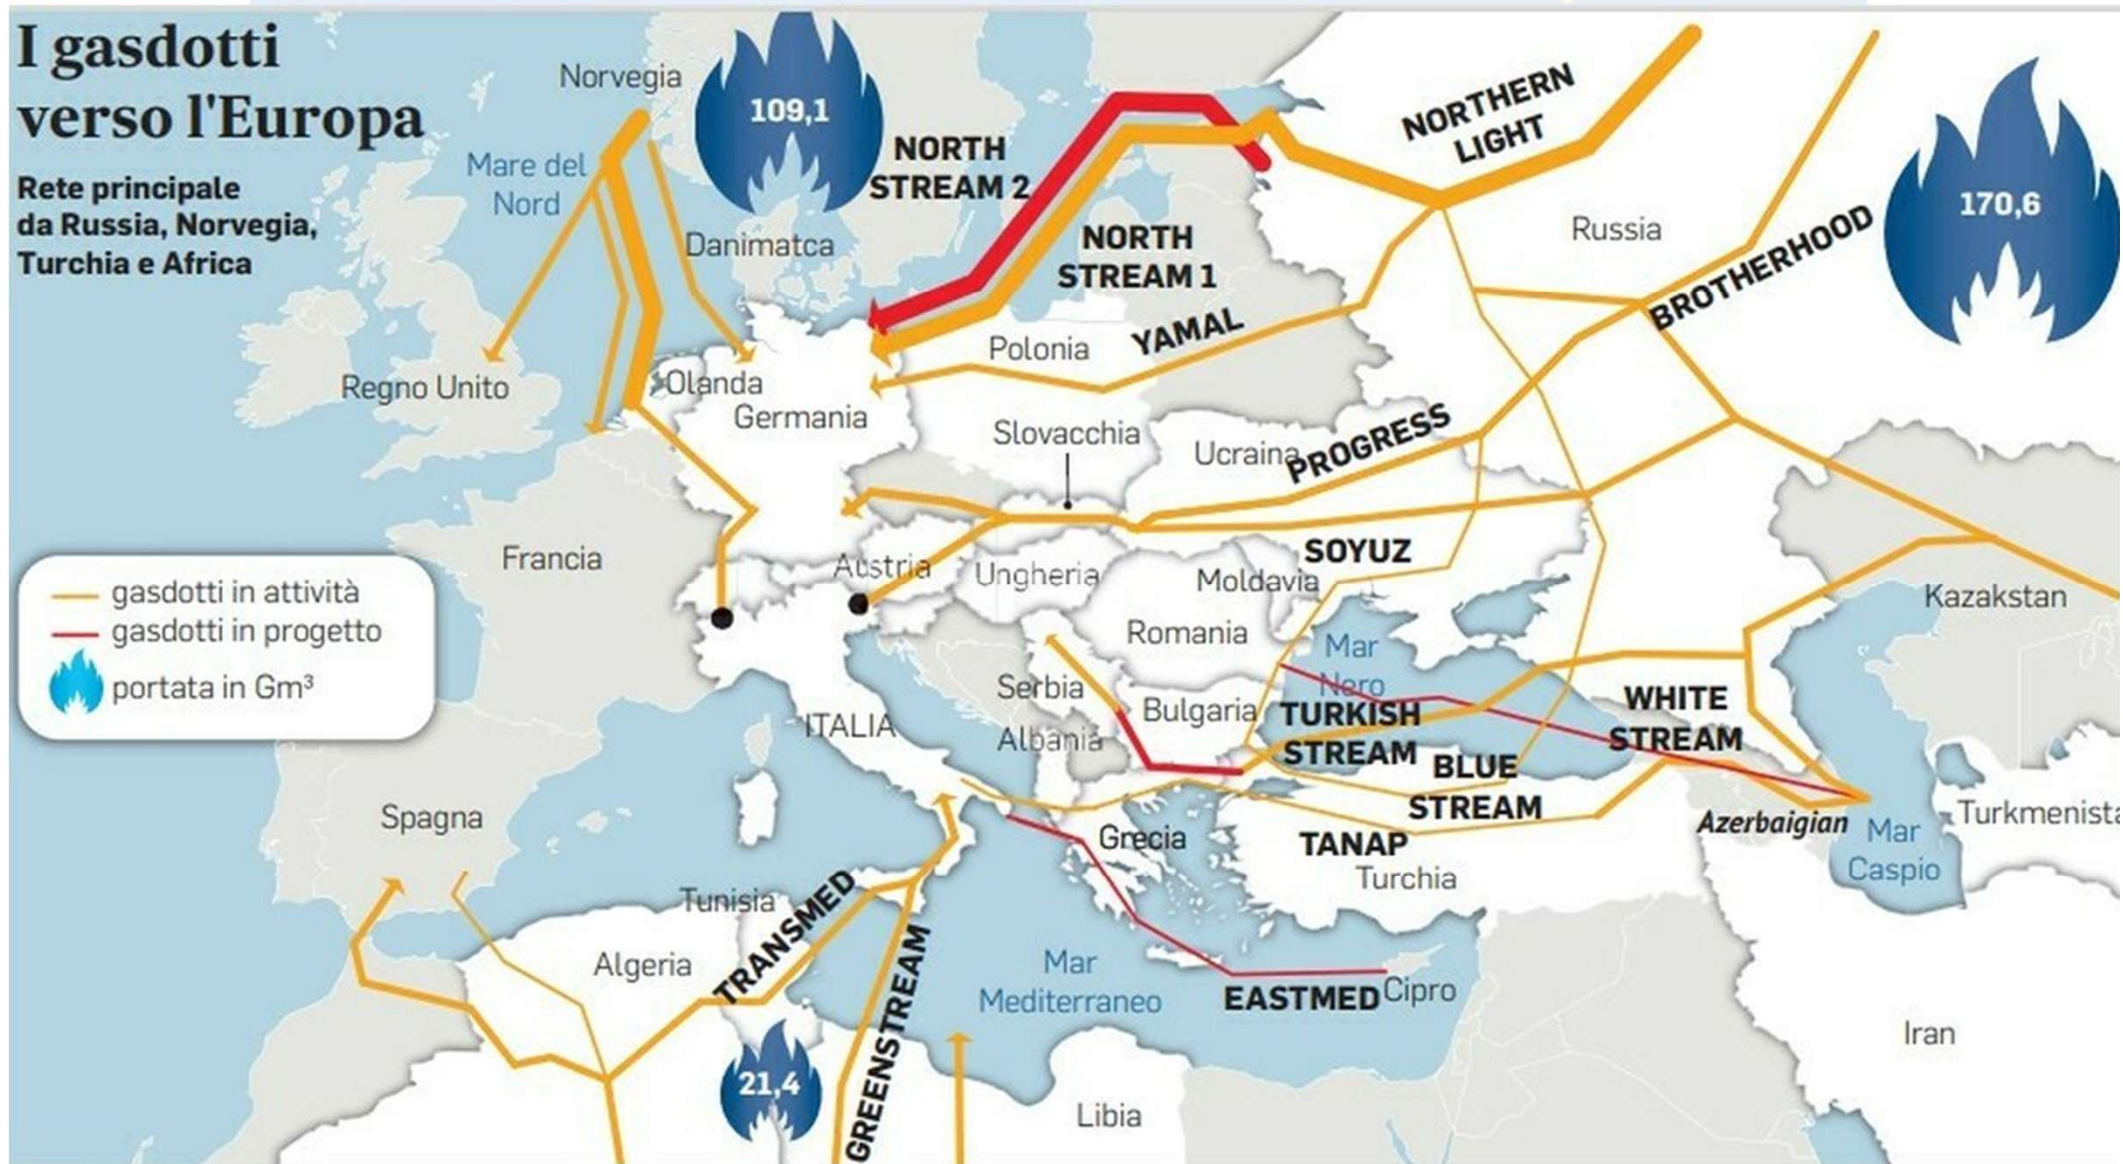 I gasdotti
verso l'Europa
Rete principale
da Russia, Norvegia,
Turchia e Africa
Norvegia
109,1
Mare del
Nord
NORTH
STREAM 2
NORTHERN
LIGHT
170,6
Danimatca
NORTH
STREAM 1
Russia
BROTHERHOOD
Regno Unito
Olanda
Germania
Polonia
YAMAL
Slovacchia
Ucraina
PROGRESS
Francia
Austria
Ungheria
Moldavia
SOYUZ
Kazakstan
gasdotti in attività
gasdotti in progetto
portata in Gm³
Romania
Mar
Nero
Serbia
Bulgaria
TURKISH
STREAM
WHITE
STREAM
ITALIA
Albania
BLUE
STREAM
Spagna
Grecia
TANAP
Turchia
Azerbaigian
Mar
Caspio
Turkmenista
Tunisia
Algeria
TRANSMED
GREENSTREAM
Mar
Mediterraneo
EASTMED
Cipro
Iran
21,4
Libia